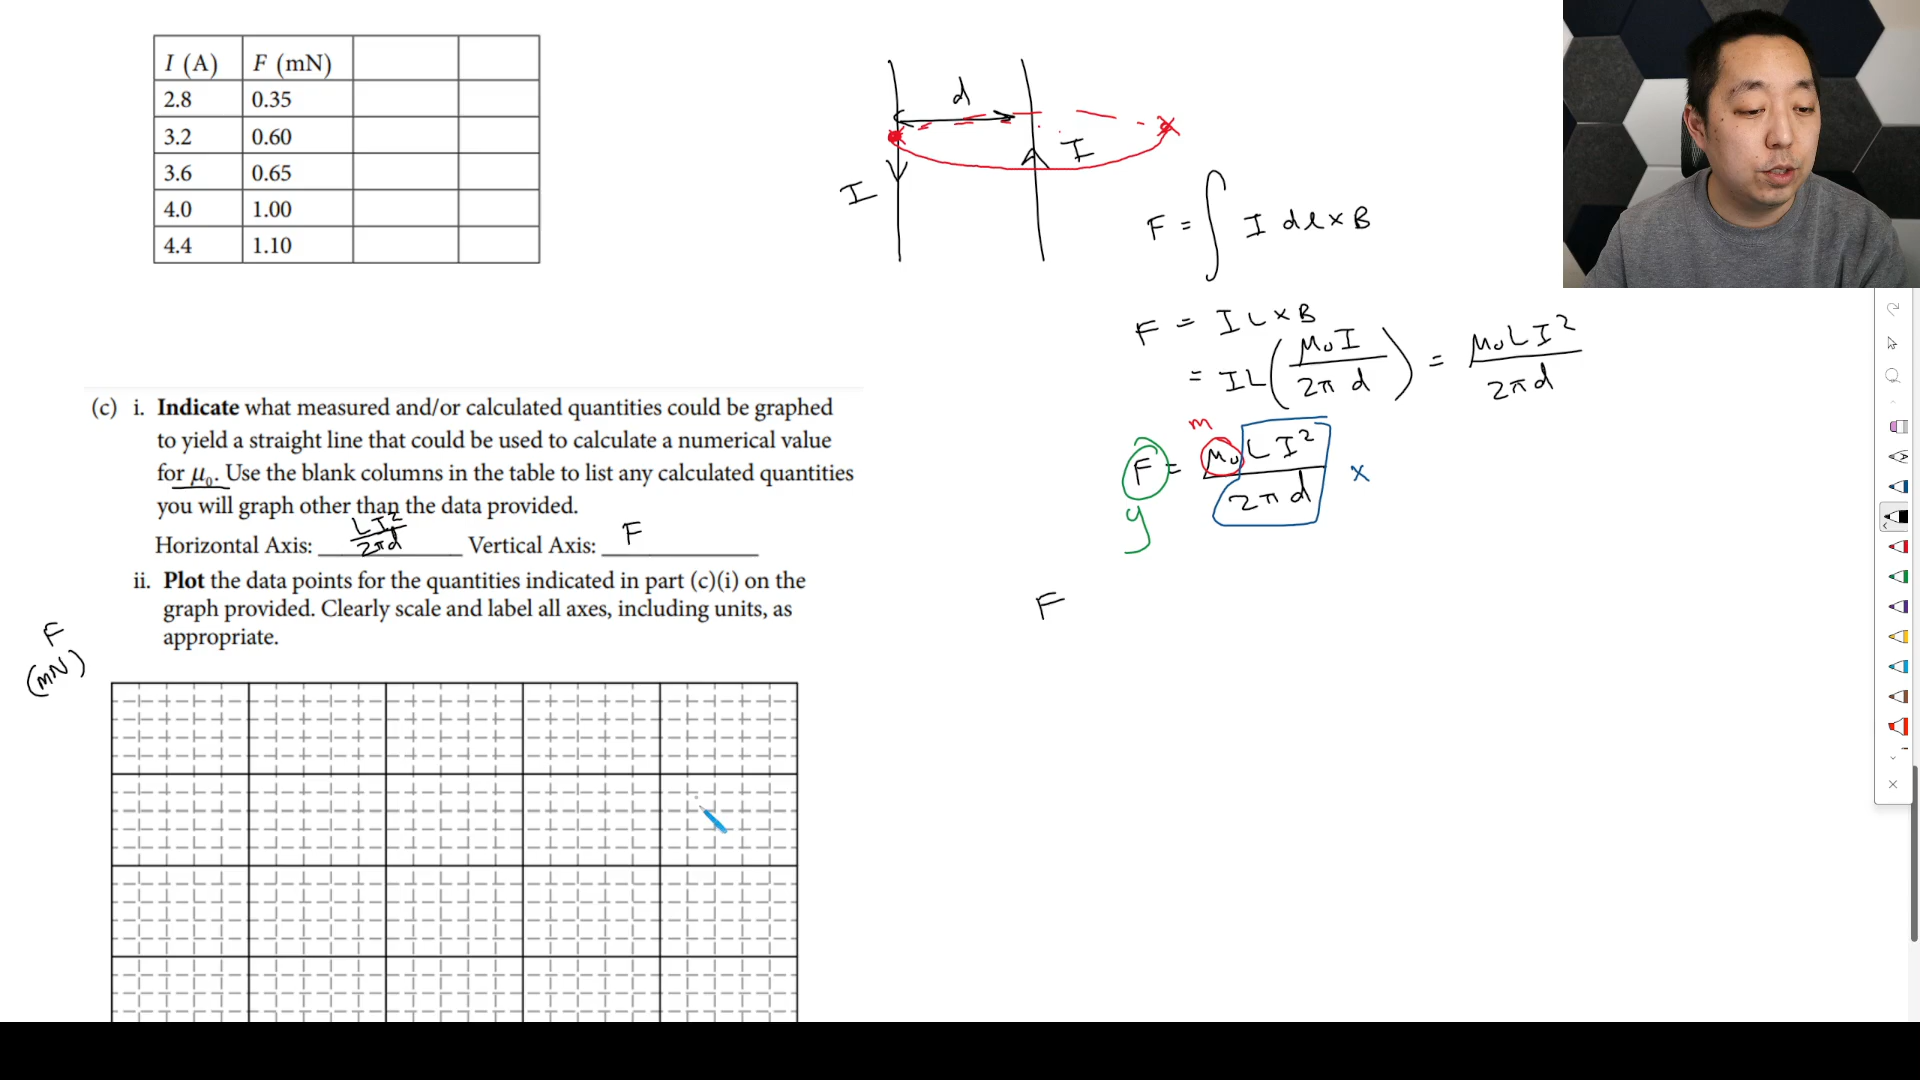 I (A) F (mN)
2.8 0.35
3.2 0.60
3.6 0.65
4.0 1.00
4.4 1.10
d
I
I
F = ∫ I dl × B
F = I L × B
= IL(μ₀I / 2πd) = μ₀LI² / 2πd
m
F = μ₀ L I² / 2πd x
y
F
(c) i. Indicate what measured and/or calculated quantities could be graphed
to yield a straight line that could be used to calculate a numerical value
for μ₀. Use the blank columns in the table to list any calculated quantities
you will graph other than the data provided.
Horizontal Axis: LI² / 2πd Vertical Axis: F
ii. Plot the data points for the quantities indicated in part (c)(i) on the
graph provided. Clearly scale and label all axes, including units, as
appropriate.
F
(mN)